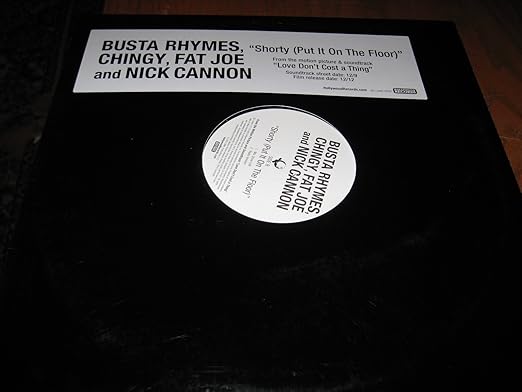 BUSTA RHYMES,
CHINGY, FAT JOE
and NICK CANNON
"Shorty (Put It On The Floor)"
From the motion picture & soundtrack
"Love Don't Cost a Thing"
Soundtrack street date: 12/9
Film release date: 12/12
BUSTA RHYMES,
CHINGY, FAT JOE
and NICK CANNON
"Shorty (Put It On The Floor)"